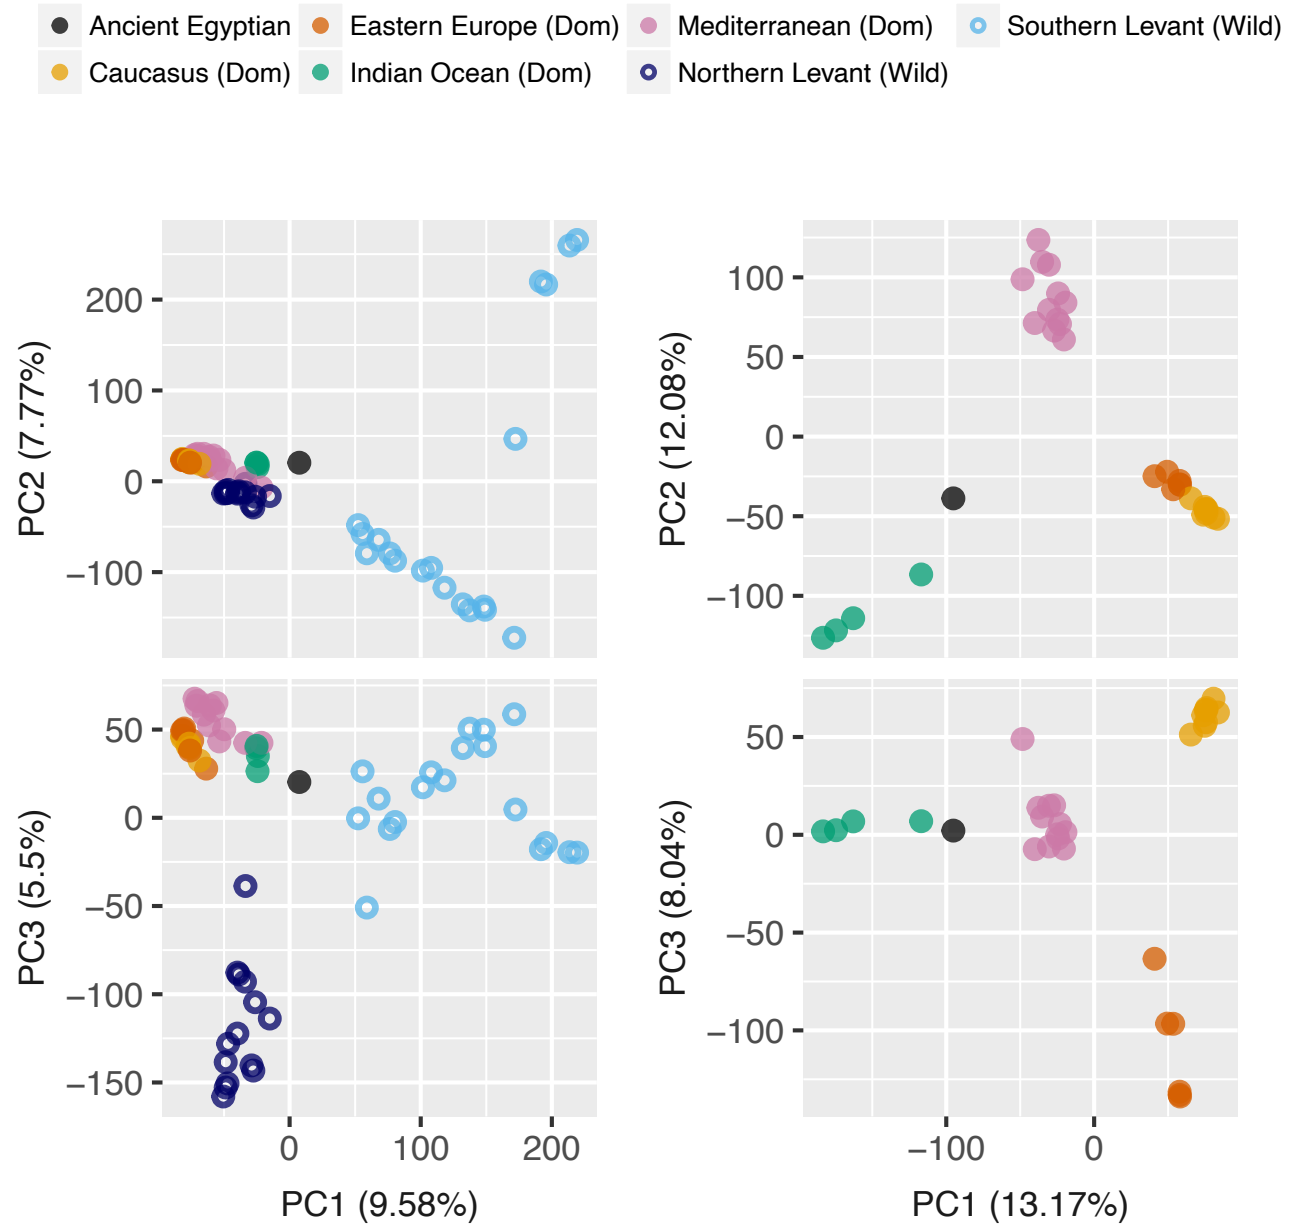 Ancient Egyptian
Eastern Europe (Dom)
Mediterranean (Dom)
Southern Levant (Wild)
Caucasus (Dom)
Indian Ocean (Dom)
Northern Levant (Wild)
PC2 (7.77%)
200
100
0
−100
PC2 (12.08%)
100
50
0
−50
−100
PC3 (5.5%)
50
0
−50
−100
−150
0
100
200
PC1 (9.58%)
PC3 (8.04%)
50
0
−50
−100
−100
0
PC1 (13.17%)